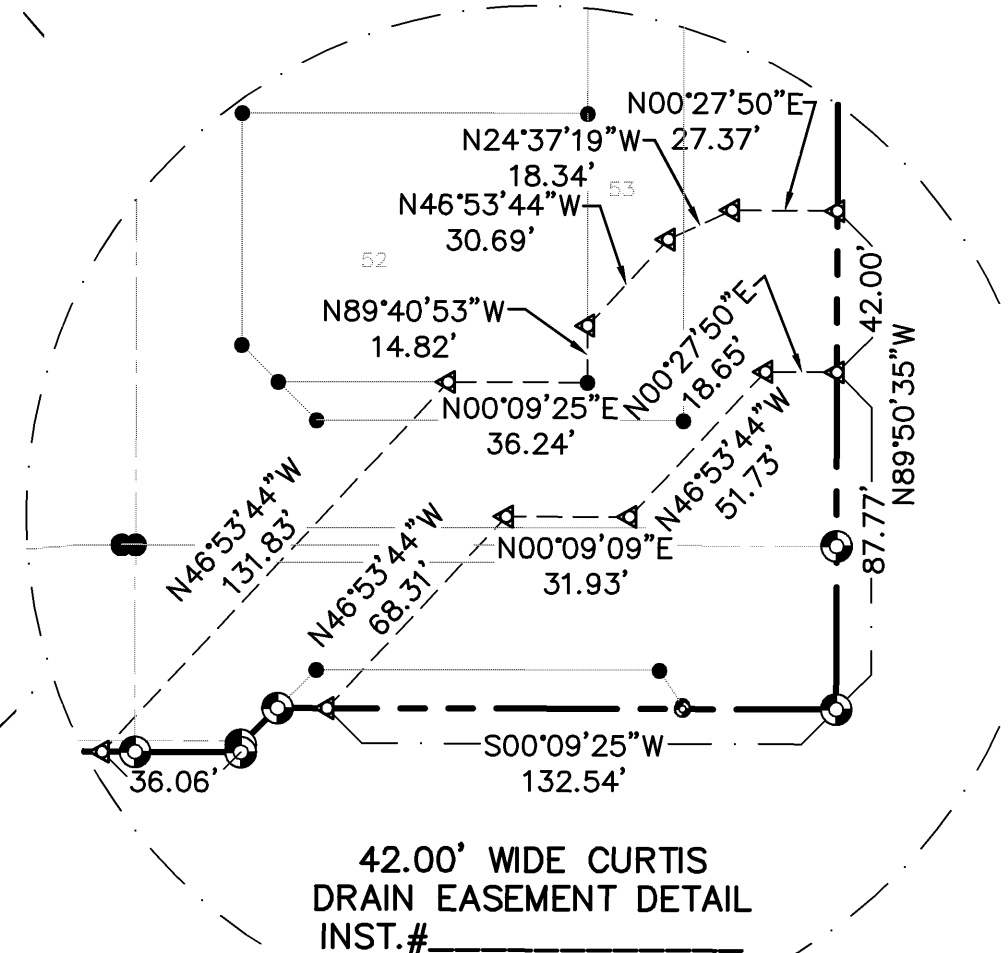 N00°27'50"E
27.37'
N24°37'19"W
18.34'
53
N46°53'44"W
30.69'
52
N89°40'53"W
14.82'
42.00'
N00°27'50"E
18.65'
N89°50'35"W
N00°09'25"E
36.24'
N46°53'44"W
51.73'
N46°53'44"W
131.83'
N46°53'44"W
68.31'
87.77'
N00°09'09"E
31.93'
S00°09'25"W
132.54'
36.06'
42.00' WIDE CURTIS
DRAIN EASEMENT DETAIL
INST.#________________